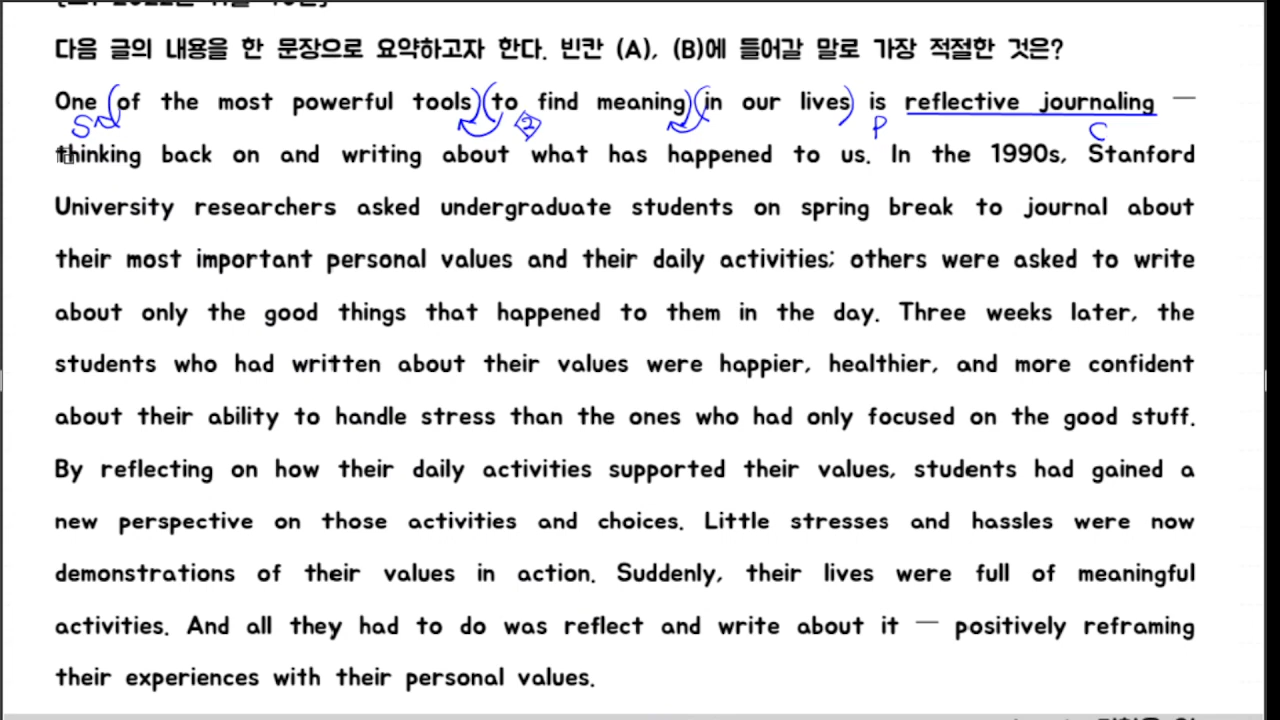 다음 글의 내용을 한 문장으로 요약하고자 한다. 빈칸 (A), (B)에 들어갈 말로 가장 적절한 것은?
One (of the most powerful tools)(to find meaning)(in our lives) is reflective journaling —
S 2 P C
thinking back on and writing about what has happened to us. In the 1990s, Stanford
University researchers asked undergraduate students on spring break to journal about
their most important personal values and their daily activities; others were asked to write
about only the good things that happened to them in the day. Three weeks later, the
students who had written about their values were happier, healthier, and more confident
about their ability to handle stress than the ones who had only focused on the good stuff.
By reflecting on how their daily activities supported their values, students had gained a
new perspective on those activities and choices. Little stresses and hassles were now
demonstrations of their values in action. Suddenly, their lives were full of meaningful
activities. And all they had to do was reflect and write about it — positively reframing
their experiences with their personal values.